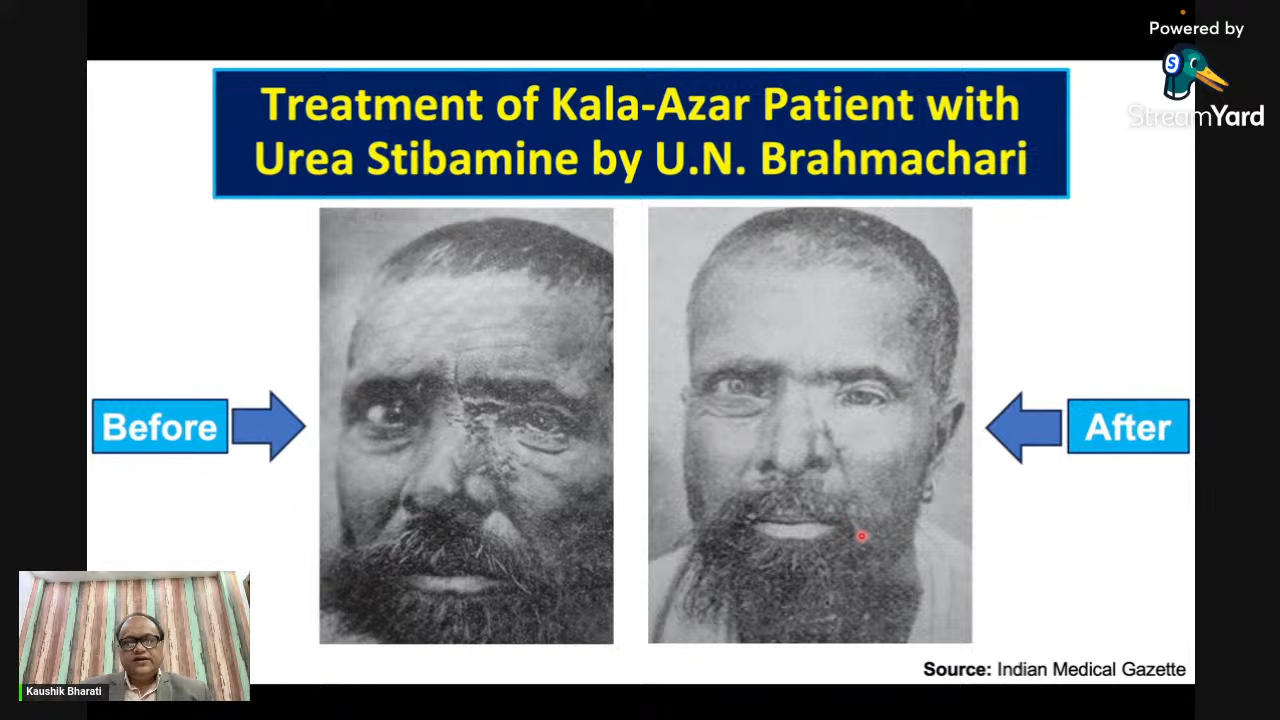 Powered by
StreamYard
Treatment of Kala-Azar Patient with
Urea Stibamine by U.N. Brahmachari
Before
After
Source: Indian Medical Gazette
Kaushik Bharati